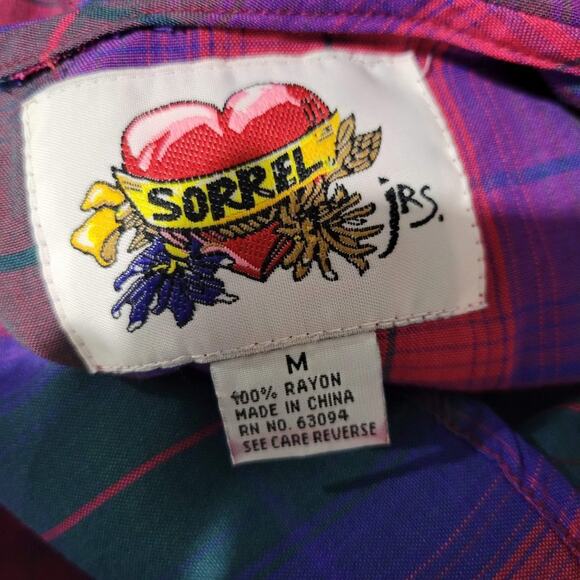 SORREL
jRS.
M
100% RAYON
MADE IN CHINA
RN NO. 63094
SEE CARE REVERSE